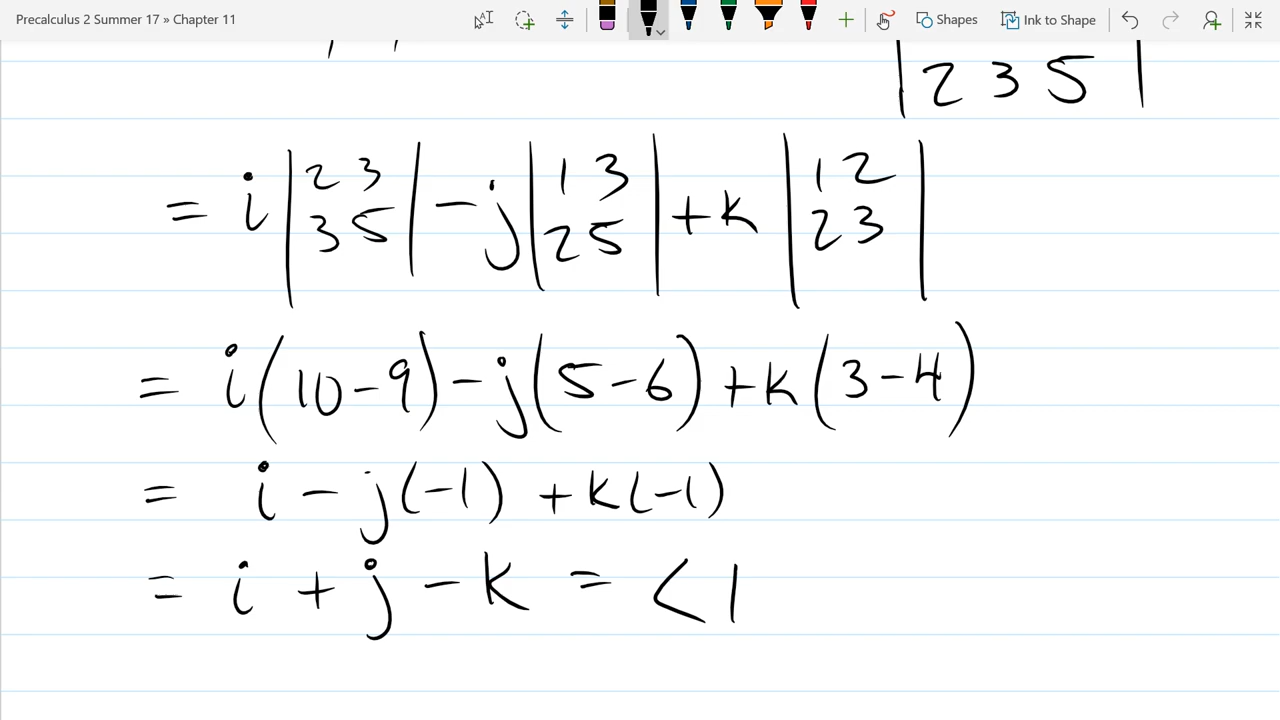 Precalculus 2 Summer 17 » Chapter 11
Shapes
Ink to Shape
| 2 3 5 |
= i |2 3| - j |1 3| + k |1 2|
|3 5| |2 5| |2 3|
= i(10-9) - j(5-6) + k(3-4)
= i - j(-1) + k(-1)
= i + j - k = < 1